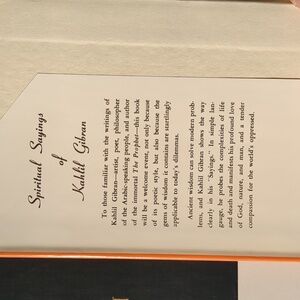 Spiritual Sayings
of
Kahlil Gibran
To those familiar with the writings of
Kahlil Gibran—artist, poet, philosopher
of the Arabic-speaking people, and author
of the immortal The Prophet—this book
will be a welcome event, not only because
of its poetic style, but also because the
gems of wisdom it contains are startlingly
applicable to today's dilemmas.
Ancient wisdom can solve modern prob-
lems, and Kahlil Gibran shows the way
clearly in his "Sayings." In simple lan-
guage, he probes the complexities of life
and death and manifests his profound love
of God, nature, and man, and a tender
compassion for the world's oppressed.